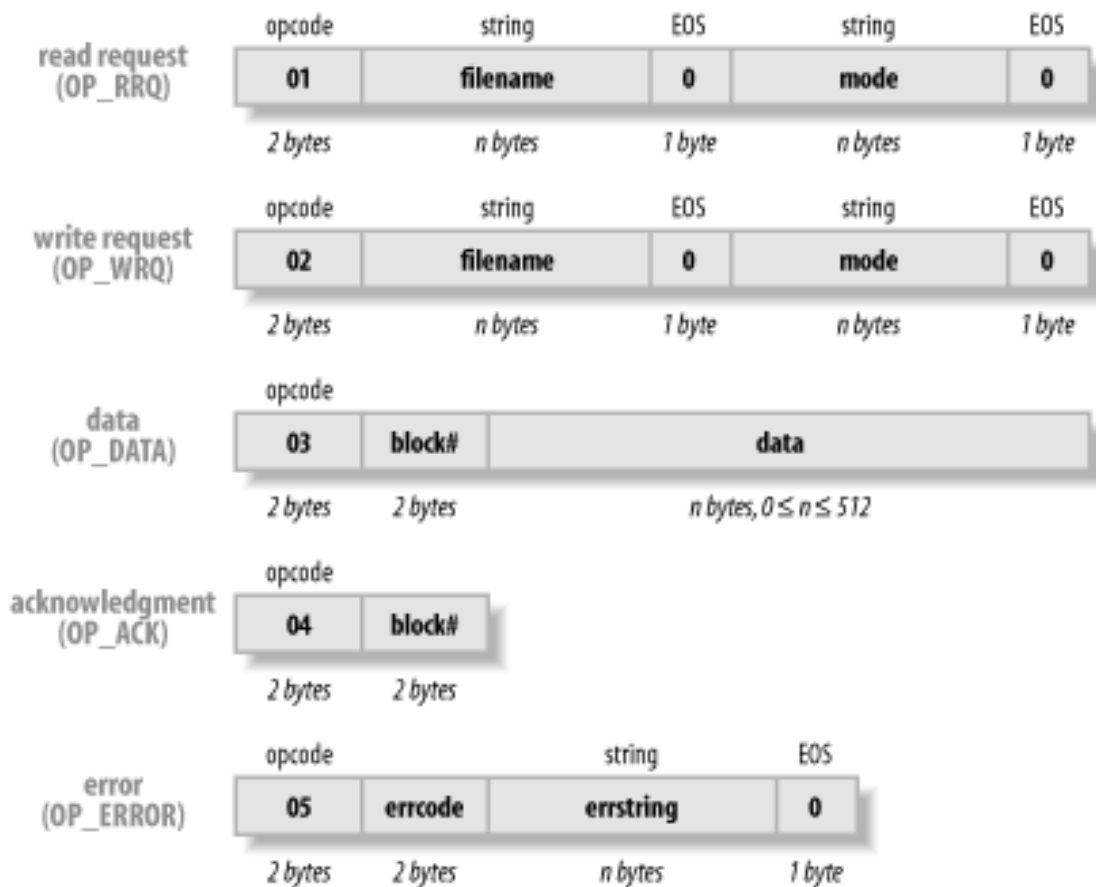 opcode string EOS string EOS
read request
(OP_RRQ)
01 filename 0 mode 0
2 bytes n bytes 1 byte n bytes 1 byte
opcode string EOS string EOS
write request
(OP_WRQ)
02 filename 0 mode 0
2 bytes n bytes 1 byte n bytes 1 byte
opcode
data
(OP_DATA)
03 block# data
2 bytes 2 bytes n bytes, 0 ≤ n ≤ 512
opcode
acknowledgment
(OP_ACK)
04 block#
2 bytes 2 bytes
opcode string EOS
error
(OP_ERROR)
05 errcode errstring 0
2 bytes 2 bytes n bytes 1 byte